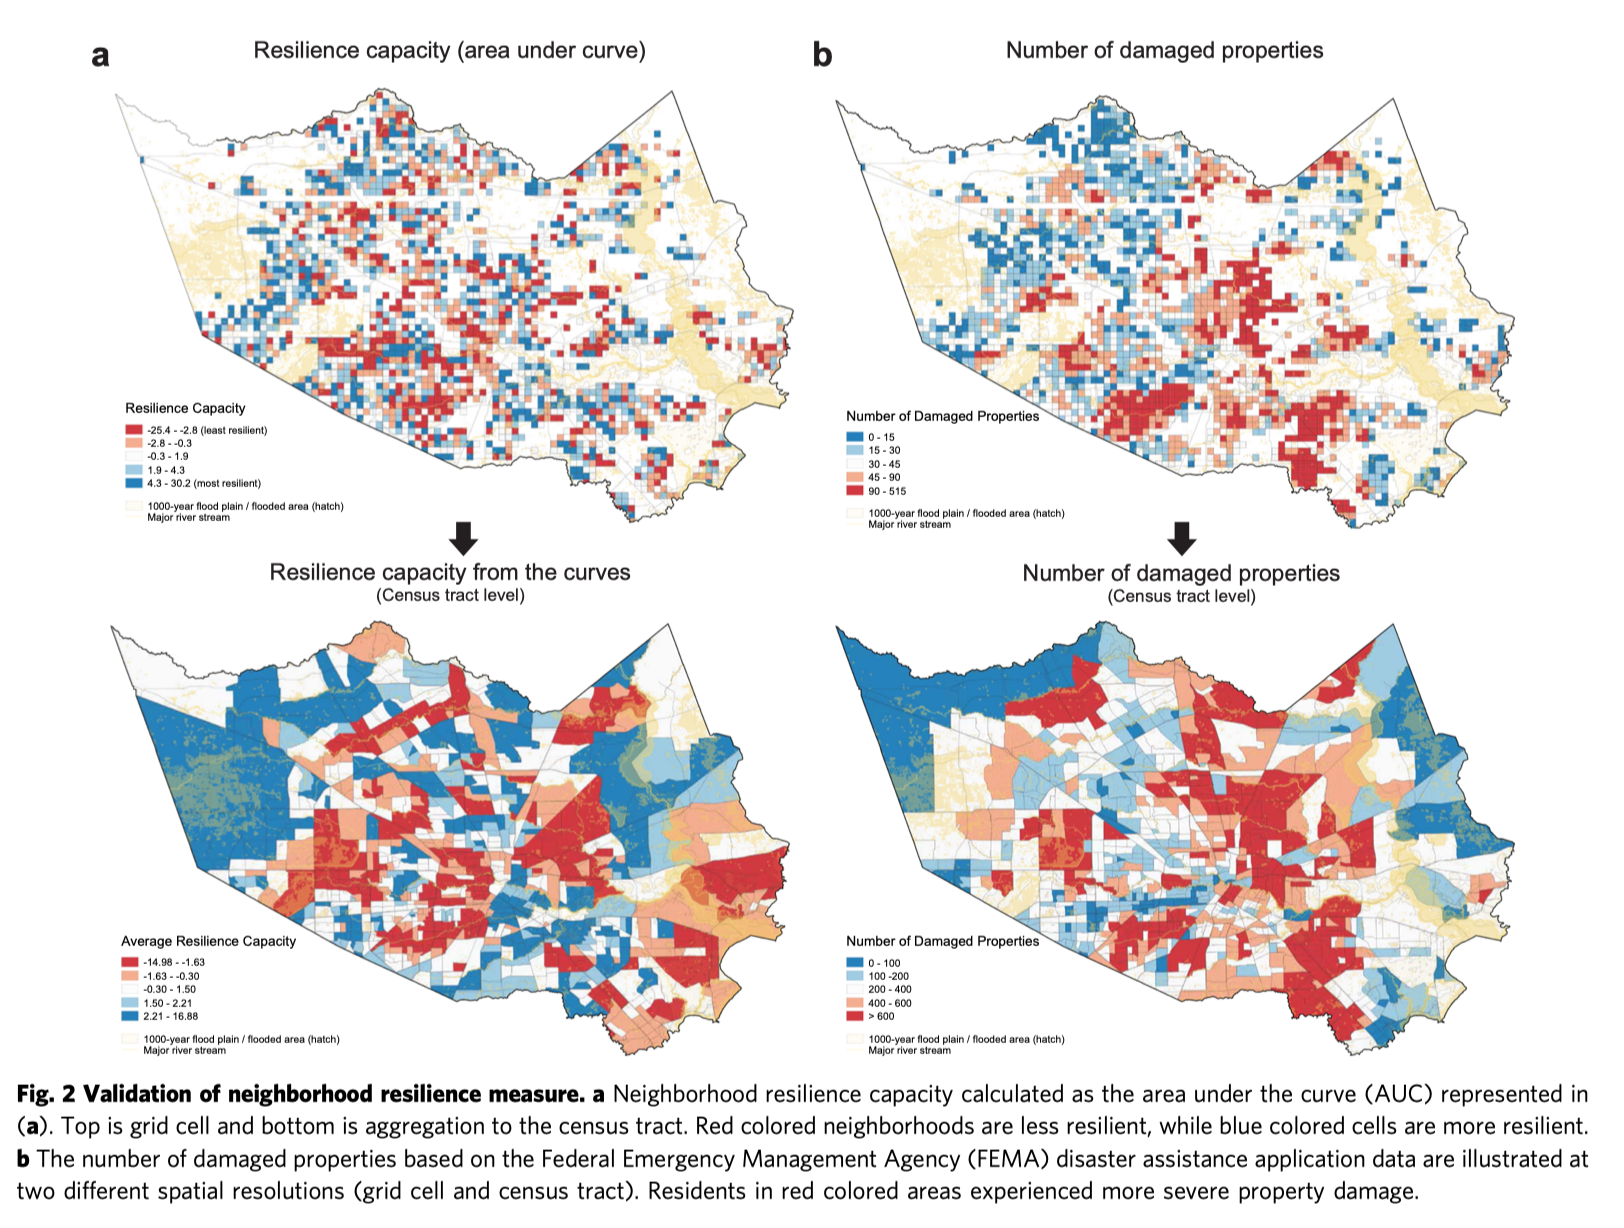 a
Resilience capacity (area under curve)
Resilience Capacity
-25.4 - -2.8 (least resilient)
-2.8 - -0.3
-0.3 - 1.9
1.9 - 4.3
4.3 - 30.2 (most resilient)
1000-year flood plain / flooded area (hatch)
Major river stream
b
Number of damaged properties
Number of Damaged Properties
0 - 15
15 - 30
30 - 45
45 - 90
90 - 515
1000-year flood plain / flooded area (hatch)
Major river stream
Resilience capacity from the curves
(Census tract level)
Average Resilience Capacity
-14.98 - -1.63
-1.63 - -0.30
-0.30 - 1.50
1.50 - 2.21
2.21 - 16.88
1000-year flood plain / flooded area (hatch)
Major river stream
Number of damaged properties
(Census tract level)
Number of Damaged Properties
0 - 100
100 -200
200 - 400
400 - 600
> 600
1000-year flood plain / flooded area (hatch)
Major river stream
Fig. 2 Validation of neighborhood resilience measure. a Neighborhood resilience capacity calculated as the area under the curve (AUC) represented in
(a). Top is grid cell and bottom is aggregation to the census tract. Red colored neighborhoods are less resilient, while blue colored cells are more resilient.
b The number of damaged properties based on the Federal Emergency Management Agency (FEMA) disaster assistance application data are illustrated at
two different spatial resolutions (grid cell and census tract). Residents in red colored areas experienced more severe property damage.